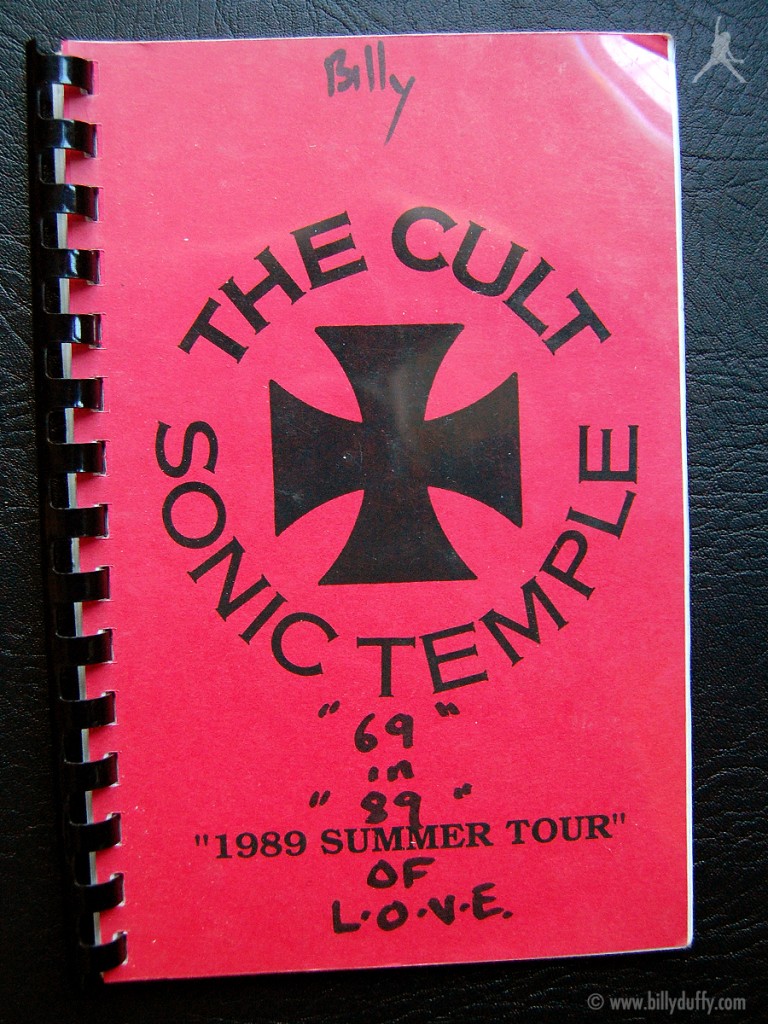 Billy
THE CULT
SONIC TEMPLE
"69"
in
"89"
"1989 SUMMER TOUR"
OF
L.O.V.E.
© www.billyduffy.com